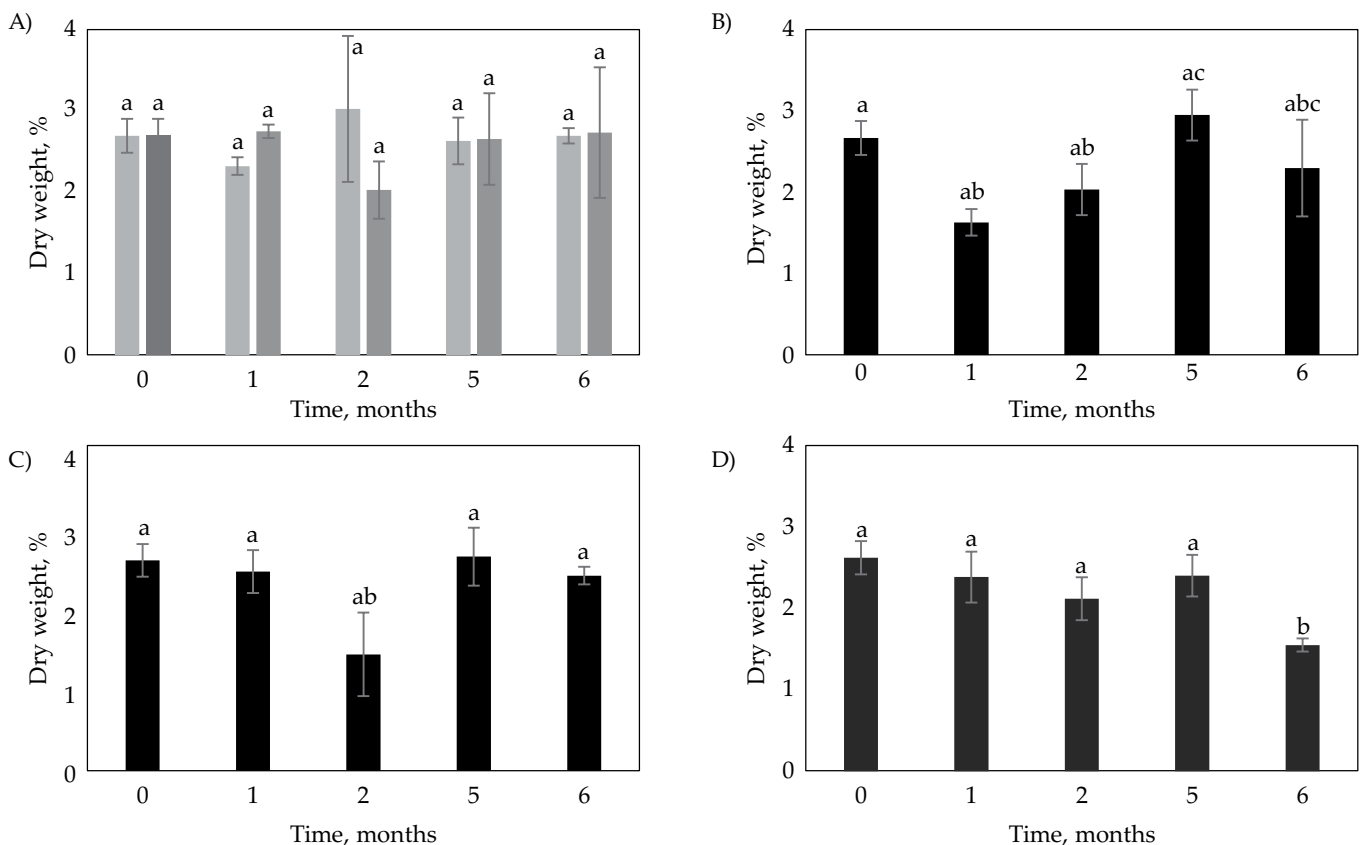 A)
4
3
2
1
0
Dry weight, %
a a a a a a a a a
0 1 2 5 6
Time, months
B)
4
3
2
1
0
Dry weight, %
a ab ab ac abc
0 1 2 5 6
Time, months
C)
4
3
2
1
0
Dry weight, %
a a ab a a
0 1 2 5 6
Time, months
D)
4
3
2
1
0
Dry weight, %
a a a a b
0 1 2 5 6
Time, months